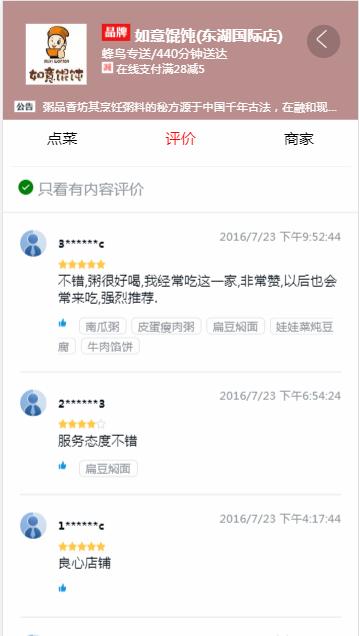 品牌 如意馄饨(东湖国际店)
蜂鸟专送/440分钟送达
减 在线支付满28减5
如意馄饨
公告 粥品香坊其烹饪粥料的秘方源于中国千年古法，在融和现...
点菜 评价 商家
只看有内容评价
3******c 2016/7/23 下午9:52:44
不错,粥很好喝,我经常吃这一家,非常赞,以后也会
常来吃,强烈推荐.
南瓜粥 皮蛋瘦肉粥 扁豆焖面 娃娃菜炖豆
腐 牛肉馅饼
2******3 2016/7/23 下午6:54:24
服务态度不错
扁豆焖面
1******c 2016/7/23 下午4:17:44
良心店铺